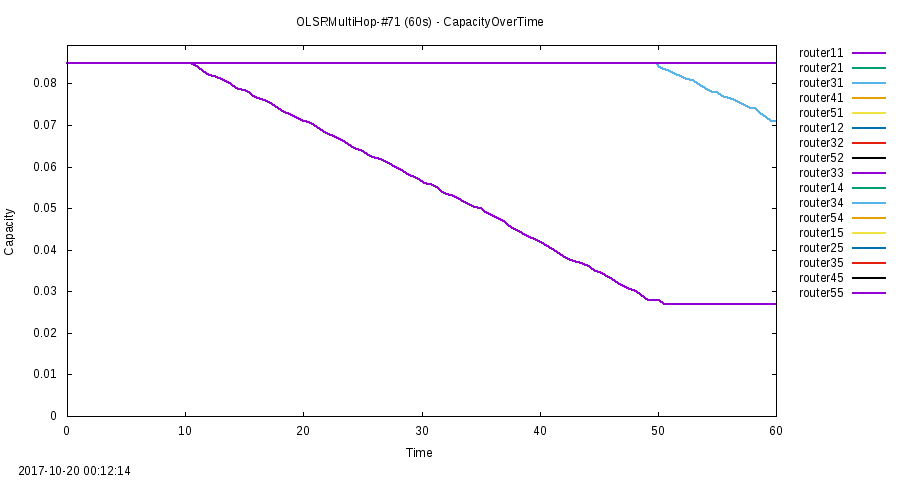 OLSRMultiHop-#71 (60s) - CapacityOverTime
router11
router21
router31
router41
router51
router12
router32
router52
router33
router14
router34
router54
router15
router25
router35
router45
router55
Capacity
0.08
0.07
0.06
0.05
0.04
0.03
0.02
0.01
0
0 10 20 30 40 50 60
Time
2017-10-20 00:12:14